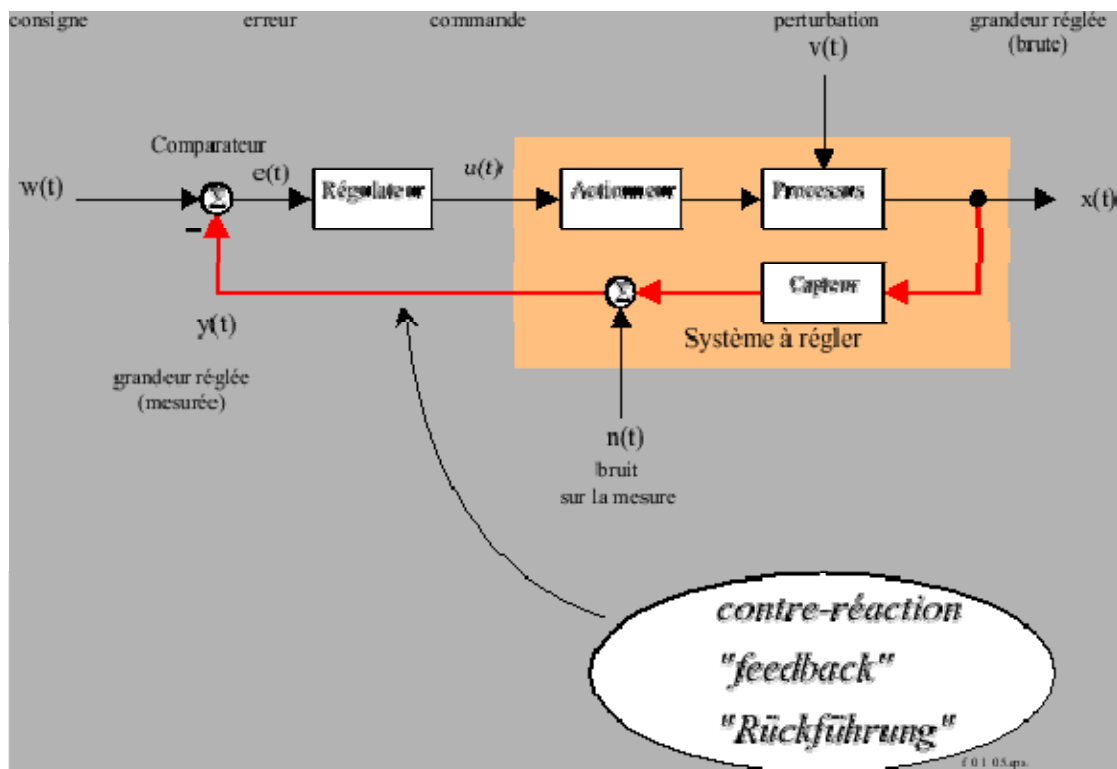 consigne
erreur
commande
perturbation
grandeur réglée
(brute)
v(t)
Comparateur
w(t)
e(t)
u(t)
Σ
Régulateur
Actionneur
Processus
x(t)
−
Σ
Capteur
y(t)
Système à régler
grandeur réglée
(mesurée)
n(t)
bruit
sur la mesure
contre-réaction
"feedback"
"Rückführung"